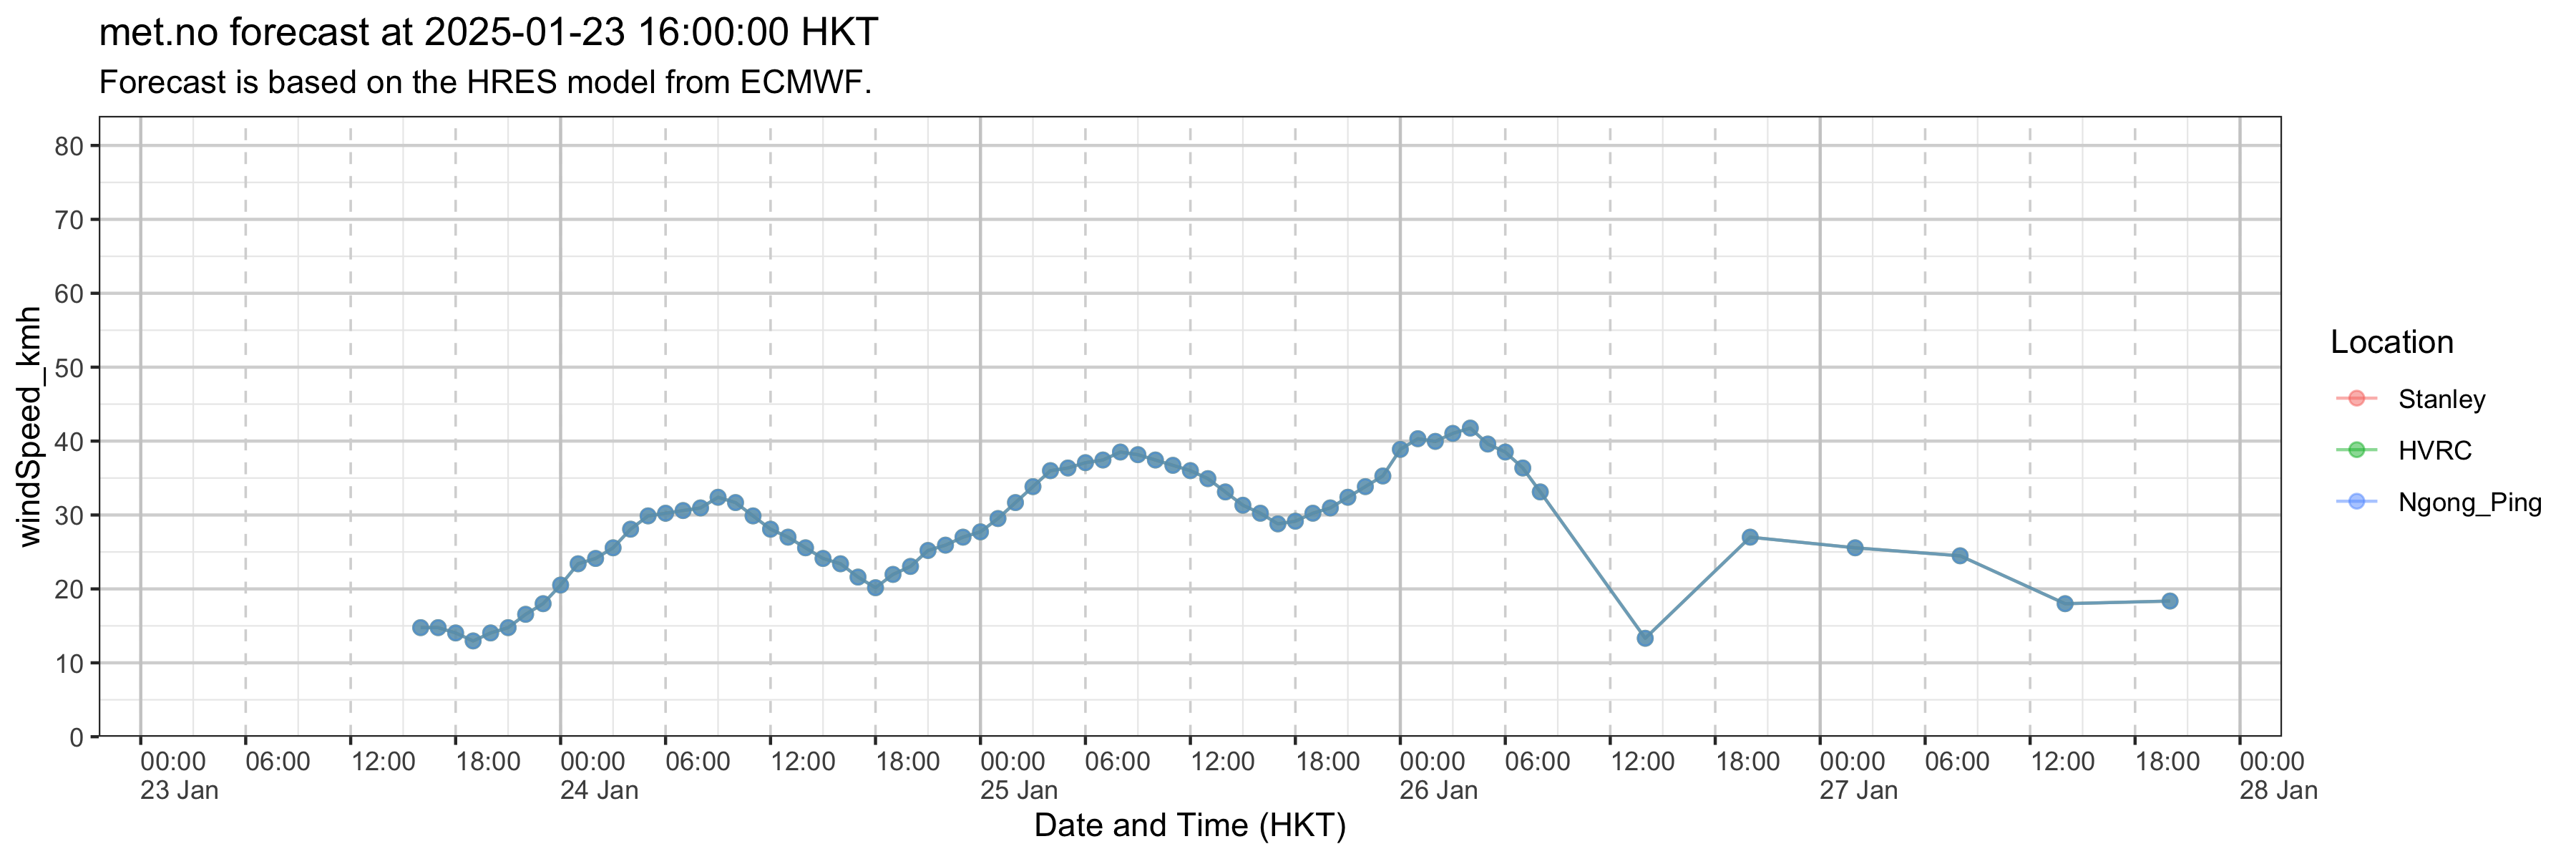 met.no forecast at 2025-01-23 16:00:00 HKT
Forecast is based on the HRES model from ECMWF.
windSpeed_kmh
80
70
60
50
40
30
20
10
0
00:00 06:00 12:00 18:00 00:00 06:00 12:00 18:00 00:00 06:00 12:00 18:00 00:00 06:00 12:00 18:00 00:00 06:00 12:00 18:00 00:00
23 Jan 24 Jan 25 Jan 26 Jan 27 Jan 28 Jan
Date and Time (HKT)
Location
Stanley
HVRC
Ngong_Ping